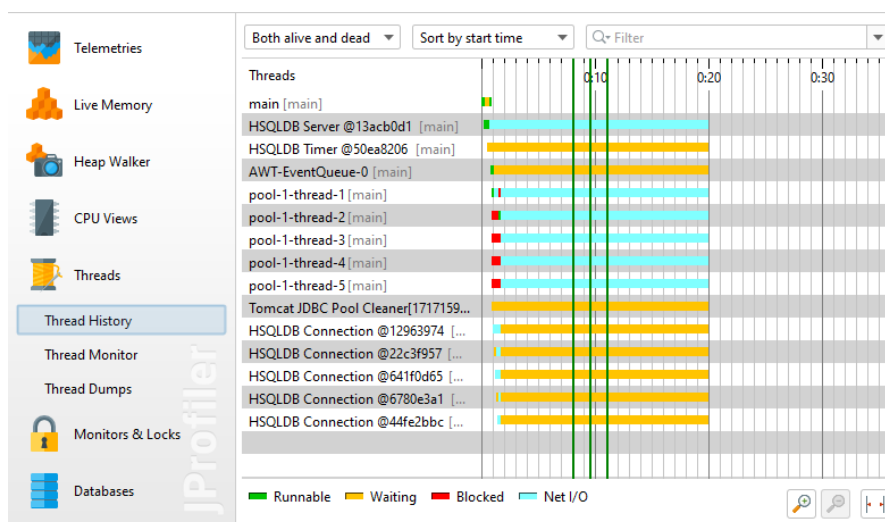 Telemetries
Live Memory
Heap Walker
CPU Views
Threads
Thread History
Thread Monitor
Thread Dumps
Monitors & Locks
Databases
JProfiler
Both alive and dead
Sort by start time
Filter
Threads
0:10
0:20
0:30
main [main]
HSQLDB Server @13acb0d1 [main]
HSQLDB Timer @50ea8206 [main]
AWT-EventQueue-0 [main]
pool-1-thread-1 [main]
pool-1-thread-2 [main]
pool-1-thread-3 [main]
pool-1-thread-4 [main]
pool-1-thread-5 [main]
Tomcat JDBC Pool Cleaner[1717159...
HSQLDB Connection @12963974 [...
HSQLDB Connection @22c3f957 [...
HSQLDB Connection @641f0d65 [...
HSQLDB Connection @6780e3a1 [...
HSQLDB Connection @44fe2bbc [...
Runnable Waiting Blocked Net I/O